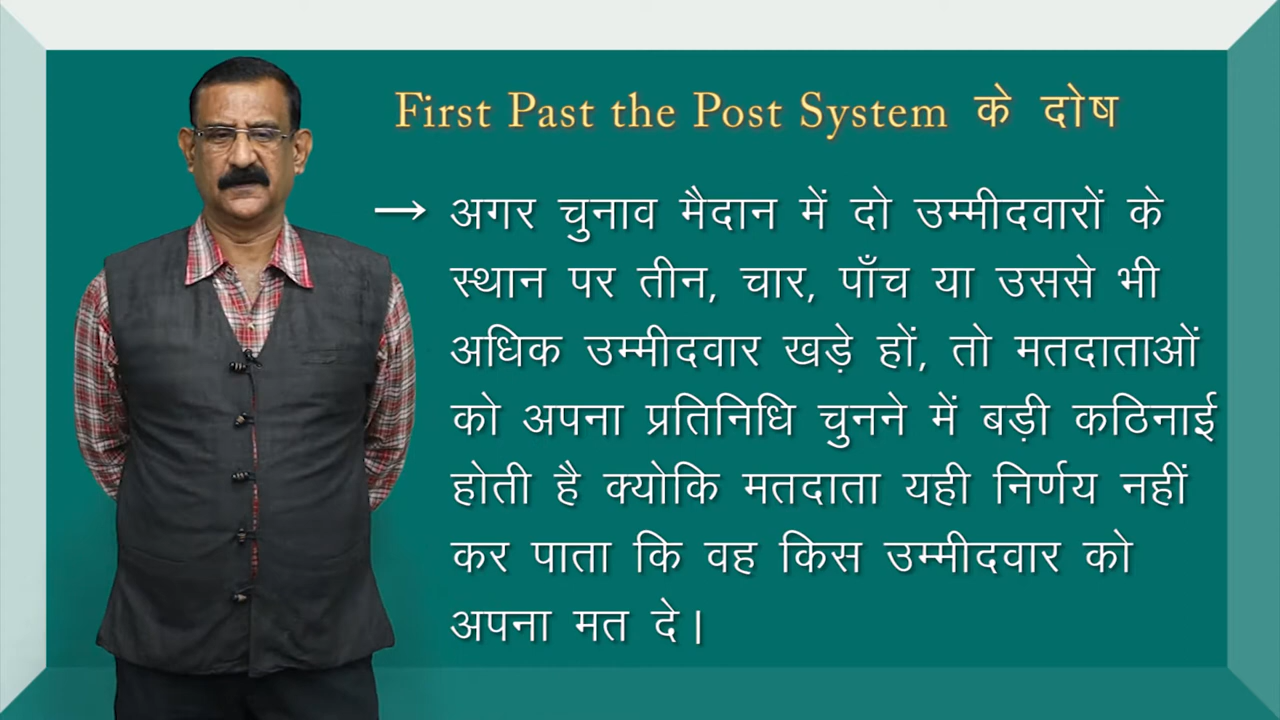 First Past the Post System के दोष
→ अगर चुनाव मैदान में दो उम्मीदवारों के
स्थान पर तीन, चार, पाँच या उससे भी
अधिक उम्मीदवार खड़े हों, तो मतदाताओं
को अपना प्रतिनिधि चुनने में बड़ी कठिनाई
होती है क्योकि मतदाता यही निर्णय नहीं
कर पाता कि वह किस उम्मीदवार को
अपना मत दे।